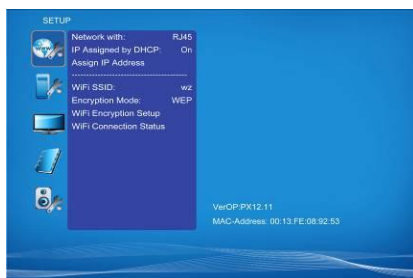 SETUP
Network with: RJ45
IP Assigned by DHCP: On
Assign IP Address
WiFi SSID: wz
Encryption Mode: WEP
WiFi Encryption Setup
WiFi Connection Status
VerOP:PX12.11
MAC-Address: 00:13:FE:08:92:53